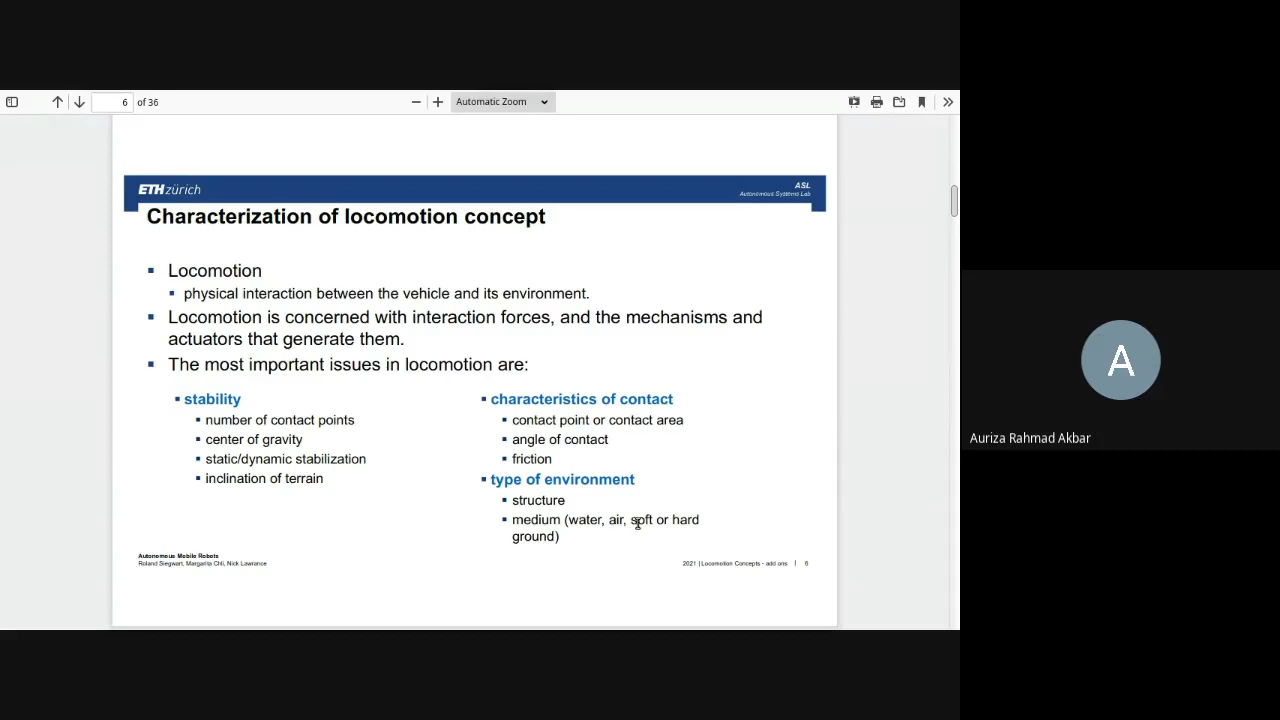 6 of 36
Automatic Zoom
ETH zürich
ASL
Autonomous Systems Lab
Characterization of locomotion concept
Locomotion
physical interaction between the vehicle and its environment.
Locomotion is concerned with interaction forces, and the mechanisms and
actuators that generate them.
The most important issues in locomotion are:
stability
number of contact points
center of gravity
static/dynamic stabilization
inclination of terrain
characteristics of contact
contact point or contact area
angle of contact
friction
type of environment
structure
medium (water, air, soft or hard
ground)
Autonomous Mobile Robots
Roland Siegwart, Margarita Chli, Nick Lawrance
2021 | Locomotion Concepts - add ons | 6
A
Auriza Rahmad Akbar